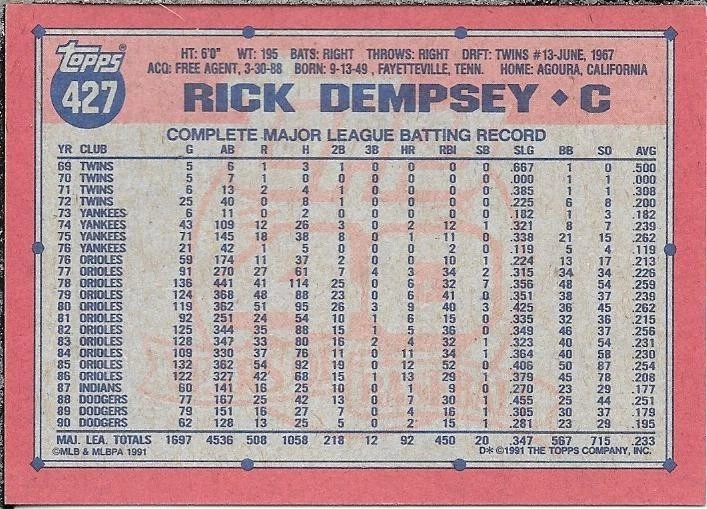 topps®
427
HT: 6'0" WT: 195 BATS: RIGHT THROWS: RIGHT DRFT: TWINS #13-JUNE, 1967
ACQ: FREE AGENT, 3-30-88 BORN: 9-13-49, FAYETTEVILLE, TENN. HOME: AGOURA, CALIFORNIA
RICK DEMPSEY ◆ C
COMPLETE MAJOR LEAGUE BATTING RECORD
YR CLUB G AB R H 2B 3B HR RBI SB SLG BB SO AVG
69 TWINS 5 6 1 3 1 0 0 0 0 .667 1 0 .500
70 TWINS 5 7 1 0 0 0 0 0 0 .000 1 1 .000
71 TWINS 6 13 2 4 1 0 0 0 0 .385 1 1 .308
72 TWINS 25 40 0 8 1 0 0 0 0 .225 6 8 .200
73 YANKEES 6 11 0 2 0 0 0 0 0 .182 1 3 .182
74 YANKEES 43 109 12 26 3 0 2 12 1 .321 8 7 .239
75 YANKEES 71 145 18 38 8 0 1 11 0 .338 21 15 .262
76 YANKEES 21 42 1 5 0 0 0 2 0 .119 5 4 .119
76 ORIOLES 59 174 11 37 2 0 0 10 1 .224 13 17 .213
77 ORIOLES 91 270 27 61 7 4 3 34 2 .315 34 34 .226
78 ORIOLES 136 441 41 114 25 0 6 32 7 .356 48 54 .259
79 ORIOLES 124 368 48 88 23 0 6 41 0 .351 38 37 .239
80 ORIOLES 119 362 51 95 26 3 9 40 3 .425 36 45 .262
81 ORIOLES 92 251 24 54 10 1 6 15 0 .335 32 36 .215
82 ORIOLES 125 344 35 88 15 1 5 36 0 .349 46 37 .256
83 ORIOLES 128 347 33 80 16 2 4 32 1 .323 40 54 .231
84 ORIOLES 109 330 37 76 11 0 11 34 1 .364 40 58 .230
85 ORIOLES 132 362 54 92 19 0 12 52 0 .406 50 87 .254
86 ORIOLES 122 327 42 68 15 1 13 29 1 .379 45 78 .208
87 INDIANS 60 141 16 25 10 0 1 9 0 .270 23 29 .177
88 DODGERS 77 167 25 42 13 0 7 30 1 .455 25 44 .251
89 DODGERS 79 151 16 27 7 0 4 16 1 .305 30 37 .179
90 DODGERS 62 128 13 25 5 0 2 15 1 .281 23 29 .195
MAJ. LEA. TOTALS 1697 4536 508 1058 218 12 92 450 20 .347 567 715 .233
©MLB & MLBPA 1991 D* ©1991 THE TOPPS COMPANY, INC.